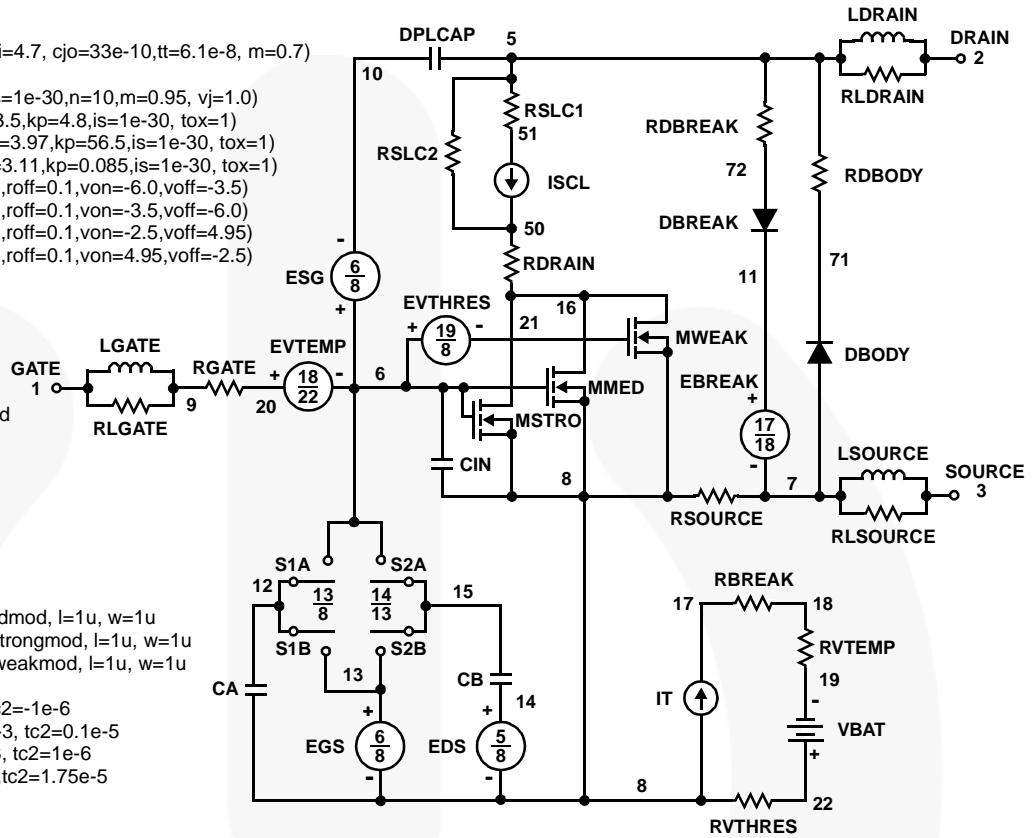 i=4.7, cjo=33e-10,tt=6.1e-8, m=0.7)
s=1e-30,n=10,m=0.95, vj=1.0)
3.5,kp=4.8,is=1e-30, tox=1)
=3.97,kp=56.5,is=1e-30, tox=1)
=3.11,kp=0.085,is=1e-30, tox=1)
,roff=0.1,von=-6.0,voff=-3.5)
,roff=0.1,von=-3.5,voff=-6.0)
,roff=0.1,von=-2.5,voff=4.95)
,roff=0.1,von=4.95,voff=-2.5)
d
dmod, l=1u, w=1u
trongmod, l=1u, w=1u
weakmod, l=1u, w=1u
c2=-1e-6
-3, tc2=0.1e-5
, tc2=1e-6
,tc2=1.75e-5
DPLCAP
5
10
LDRAIN
DRAIN
2
RLDRAIN
RSLC1
51
RSLC2
ISCL
50
RDRAIN
RDBREAK
72
DBREAK
11
RDBODY
71
DBODY
-
ESG
6
8
+
EVTHRES
+
19
8
-
21
16
MWEAK
MMED
MSTRO
EBREAK
+
17
18
-
LGATE
GATE
1
RLGATE
9
RGATE
20
EVTEMP
+
18
22
-
6
CIN
8
RSOURCE
7
LSOURCE
SOURCE
3
RLSOURCE
S1A
S2A
12
13
8
14
13
15
S1B
S2B
13
CA
CB
14
+
EGS
6
8
-
+
EDS
5
8
-
8
RBREAK
17
18
RVTEMP
19
IT
-
VBAT
+
22
RVTHRES